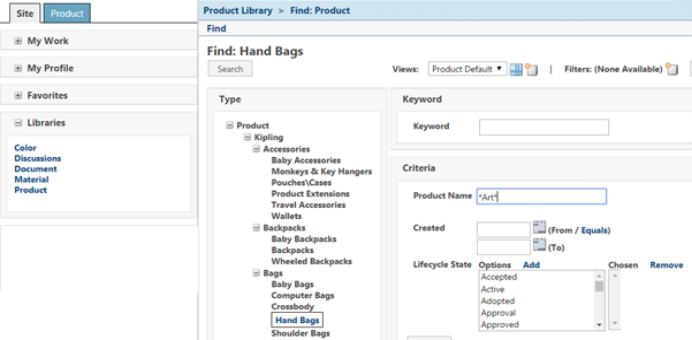 Site Product
My Work
My Profile
Favorites
Libraries
Color
Discussions
Document
Material
Product
Product Library > Find: Product
Find
Find: Hand Bags
Search
Views: Product Default | Filters: (None Available)
Type
Product
Kipling
Accessories
Baby Accessories
Monkeys & Key Hangers
Pouches\Cases
Product Extensions
Travel Accessories
Wallets
Backpacks
Baby Backpacks
Backpacks
Wheeled Backpacks
Bags
Baby Bags
Computer Bags
Crossbody
Hand Bags
Shoulder Bags
Keyword
Keyword
Criteria
Product Name *Art*
Created (From / Equals)
(To)
Lifecycle State Options Add Chosen Remove
Accepted
Active
Adopted
Approval
Approved